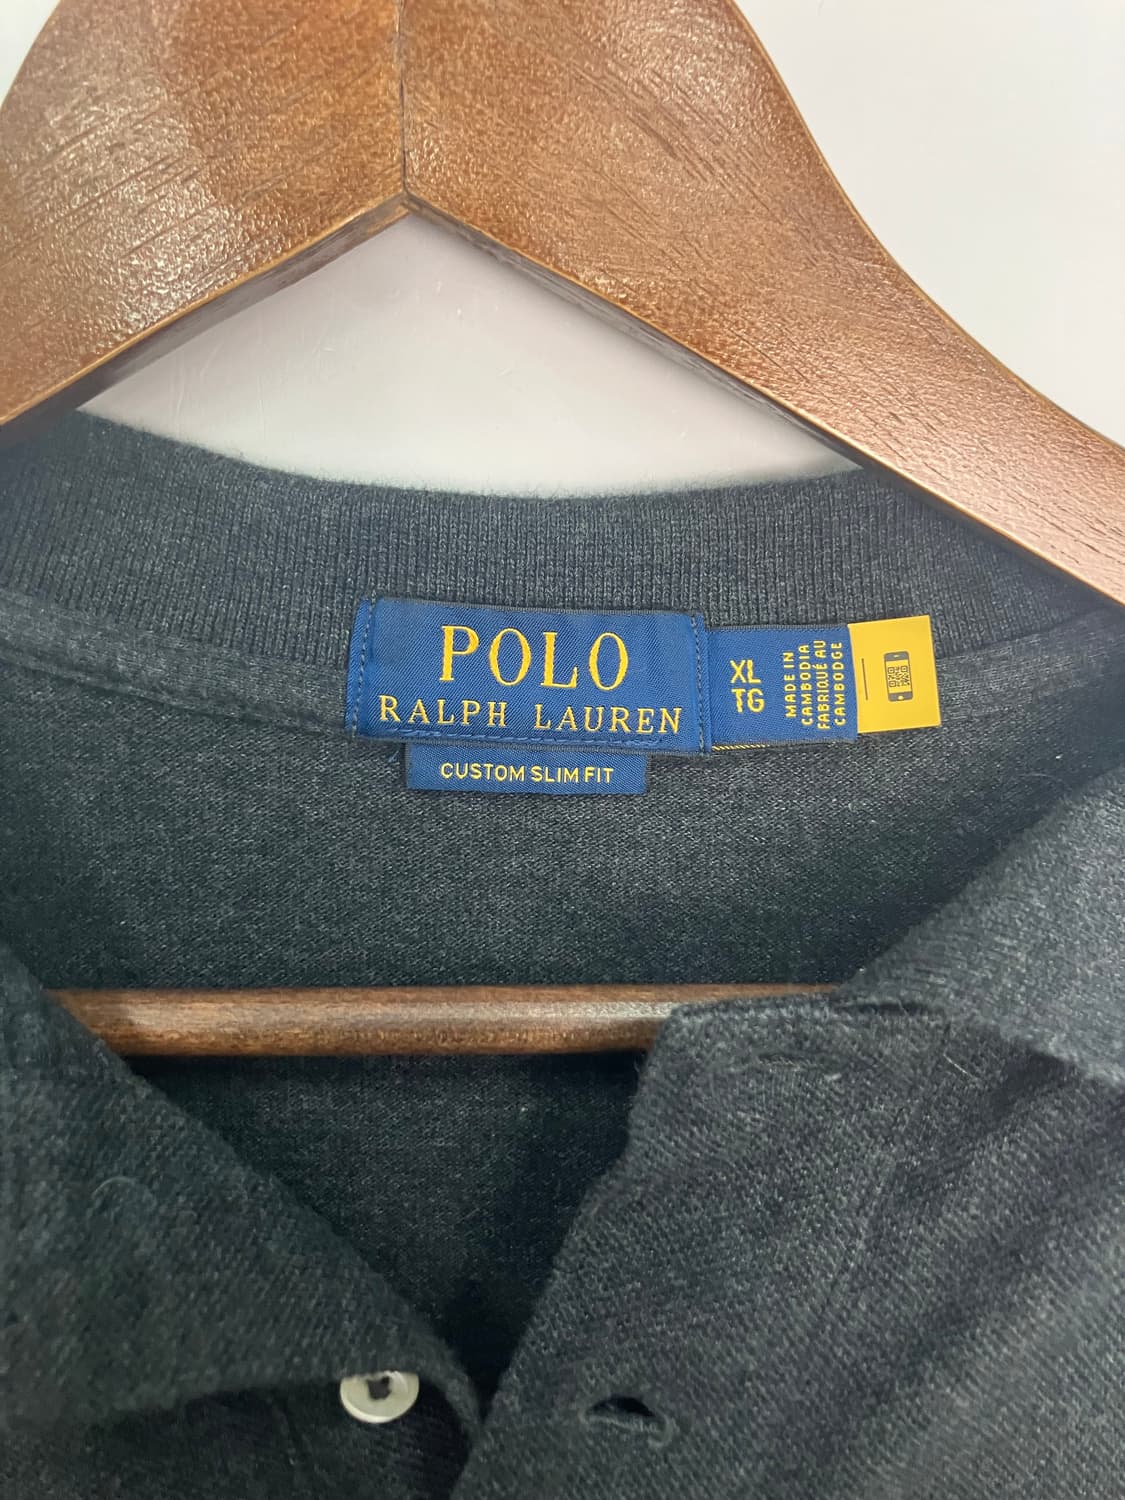 POLO
RALPH LAUREN
CUSTOM SLIM FIT
XL
TG
MADE IN
CAMBODIA
FABRIQUÉ AU
CAMBODGE